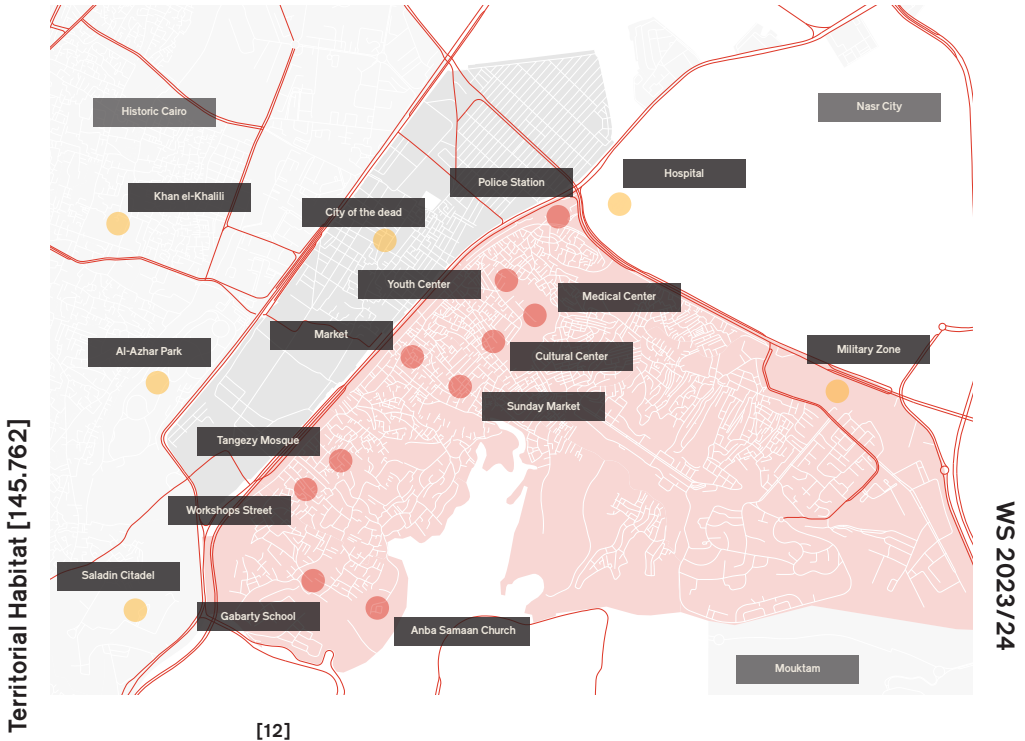 Historic Cairo
Nasr City
Police Station
Hospital
Khan el-Khalili
City of the dead
Youth Center
Medical Center
Market
Al-Azhar Park
Cultural Center
Military Zone
Sunday Market
Tangezy Mosque
Workshops Street
Saladin Citadel
Gabarty School
Anba Samaan Church
Mouktam
Territorial Habitat [145.762]
WS 2023/24
[12]